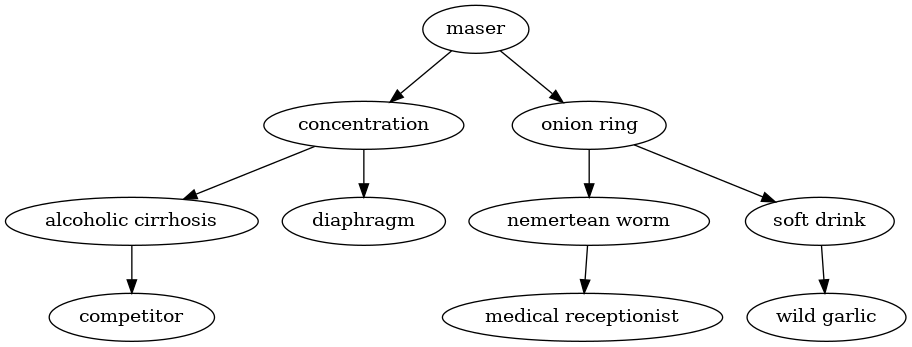 maser
concentration
onion ring
alcoholic cirrhosis
diaphragm
nemertean worm
soft drink
competitor
medical receptionist
wild garlic